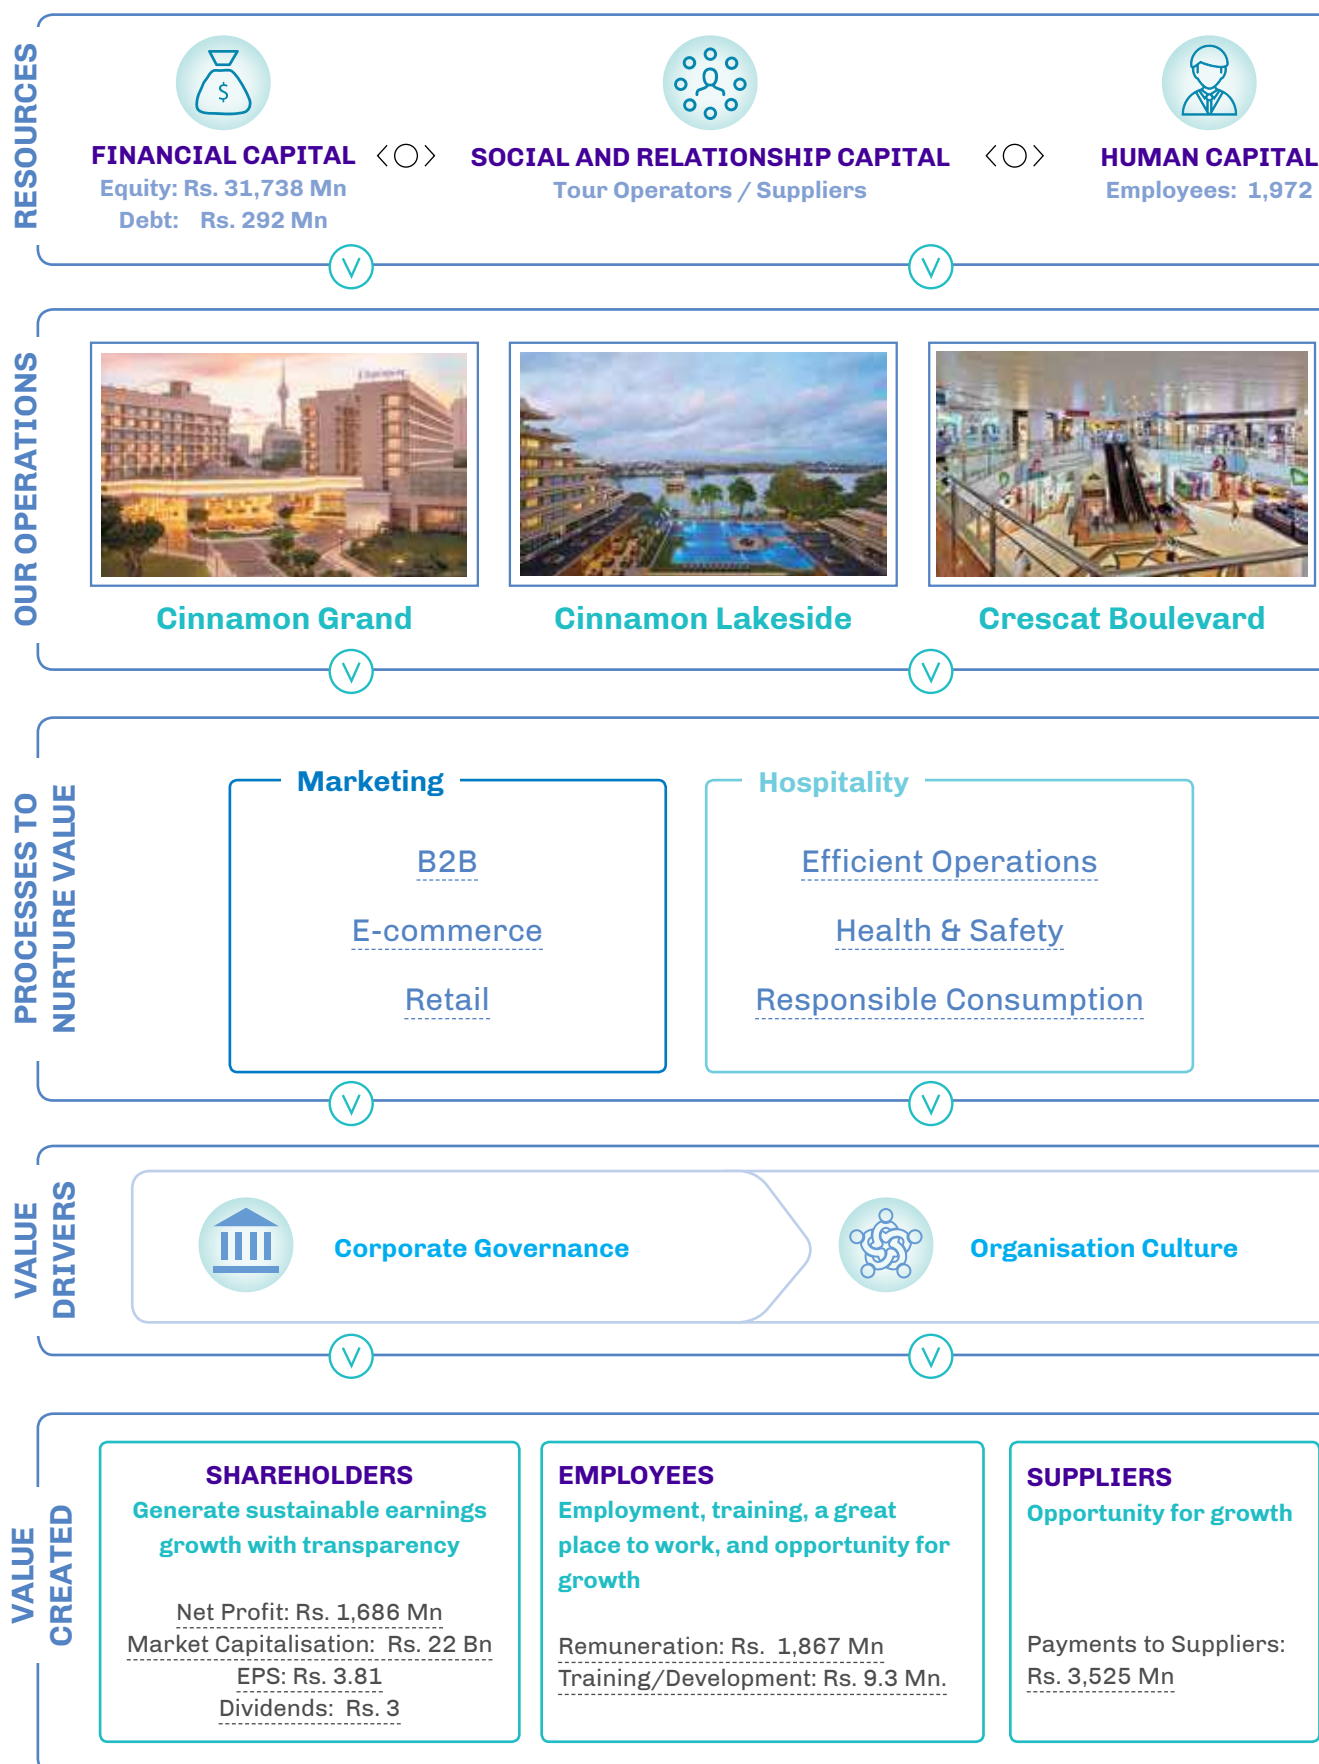 RESOURCES
FINANCIAL CAPITAL
Equity: Rs. 31,738 Mn
Debt: Rs. 292 Mn
SOCIAL AND RELATIONSHIP CAPITAL
Tour Operators / Suppliers
HUMAN CAPITAL
Employees: 1,972
OUR OPERATIONS
Cinnamon Grand
Cinnamon Lakeside
Crescat Boulevard
PROCESSES TO
NURTURE VALUE
Marketing
B2B
E-commerce
Retail
Hospitality
Efficient Operations
Health & Safety
Responsible Consumption
VALUE
DRIVERS
Corporate Governance
Organisation Culture
VALUE
CREATED
SHAREHOLDERS
Generate sustainable earnings
growth with transparency
Net Profit: Rs. 1,686 Mn
Market Capitalisation: Rs. 22 Bn
EPS: Rs. 3.81
Dividends: Rs. 3
EMPLOYEES
Employment, training, a great
place to work, and opportunity for
growth
Remuneration: Rs. 1,867 Mn
Training/Development: Rs. 9.3 Mn.
SUPPLIERS
Opportunity for growth
Payments to Suppliers:
Rs. 3,525 Mn